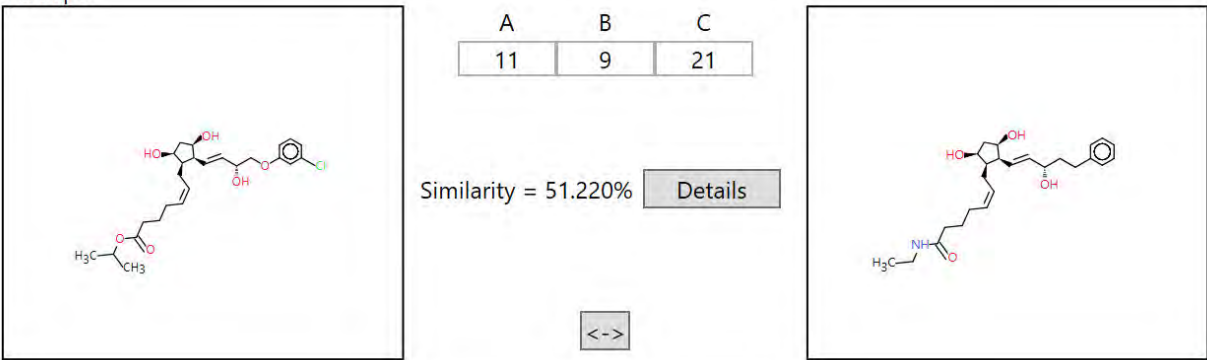 A B C
11 9 21
OH
HO
O
OH
Cl
O
O
H3C
CH3
Similarity = 51.220% Details
OH
HO
OH
NH
O
H3C
<->